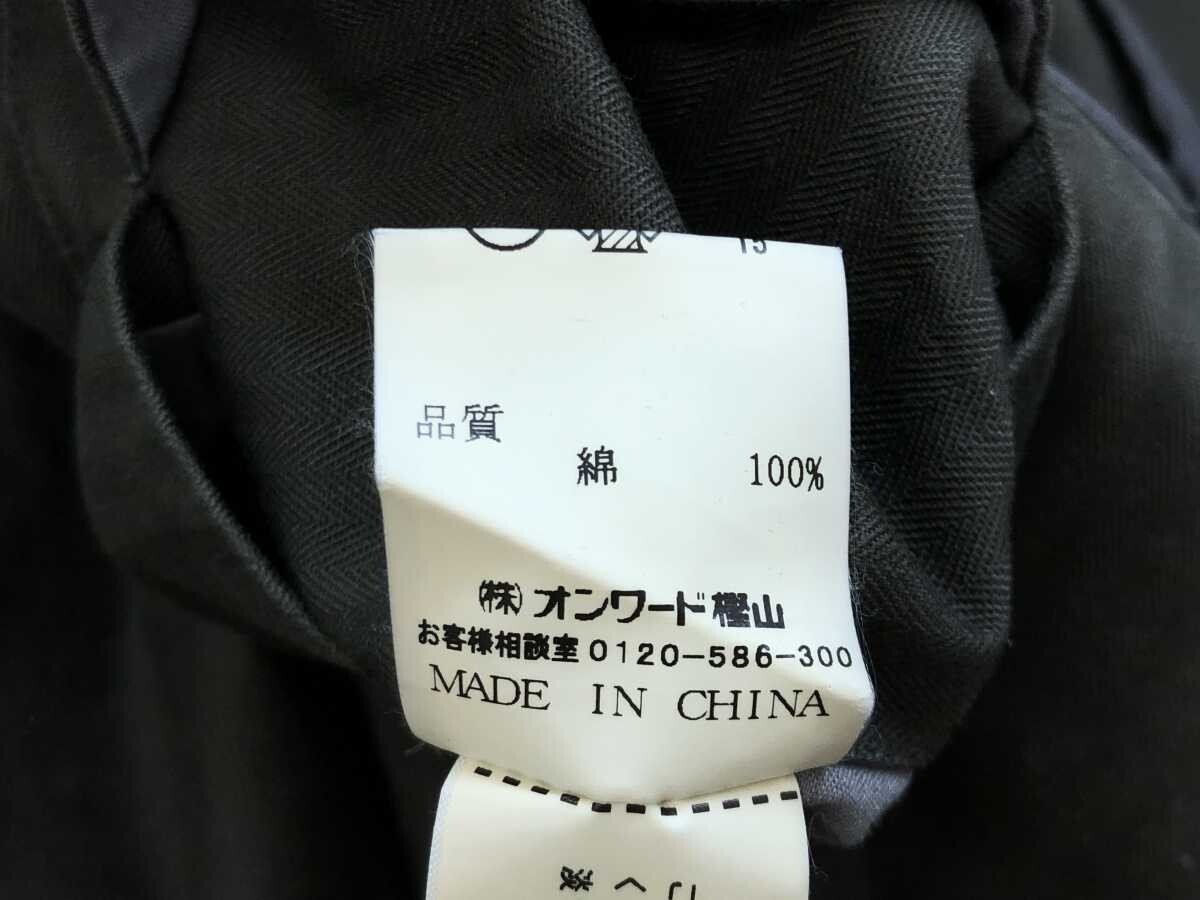 15
品質
綿 100%
(株)オンワード樫山
お客様相談室 0120-586-300
MADE IN CHINA